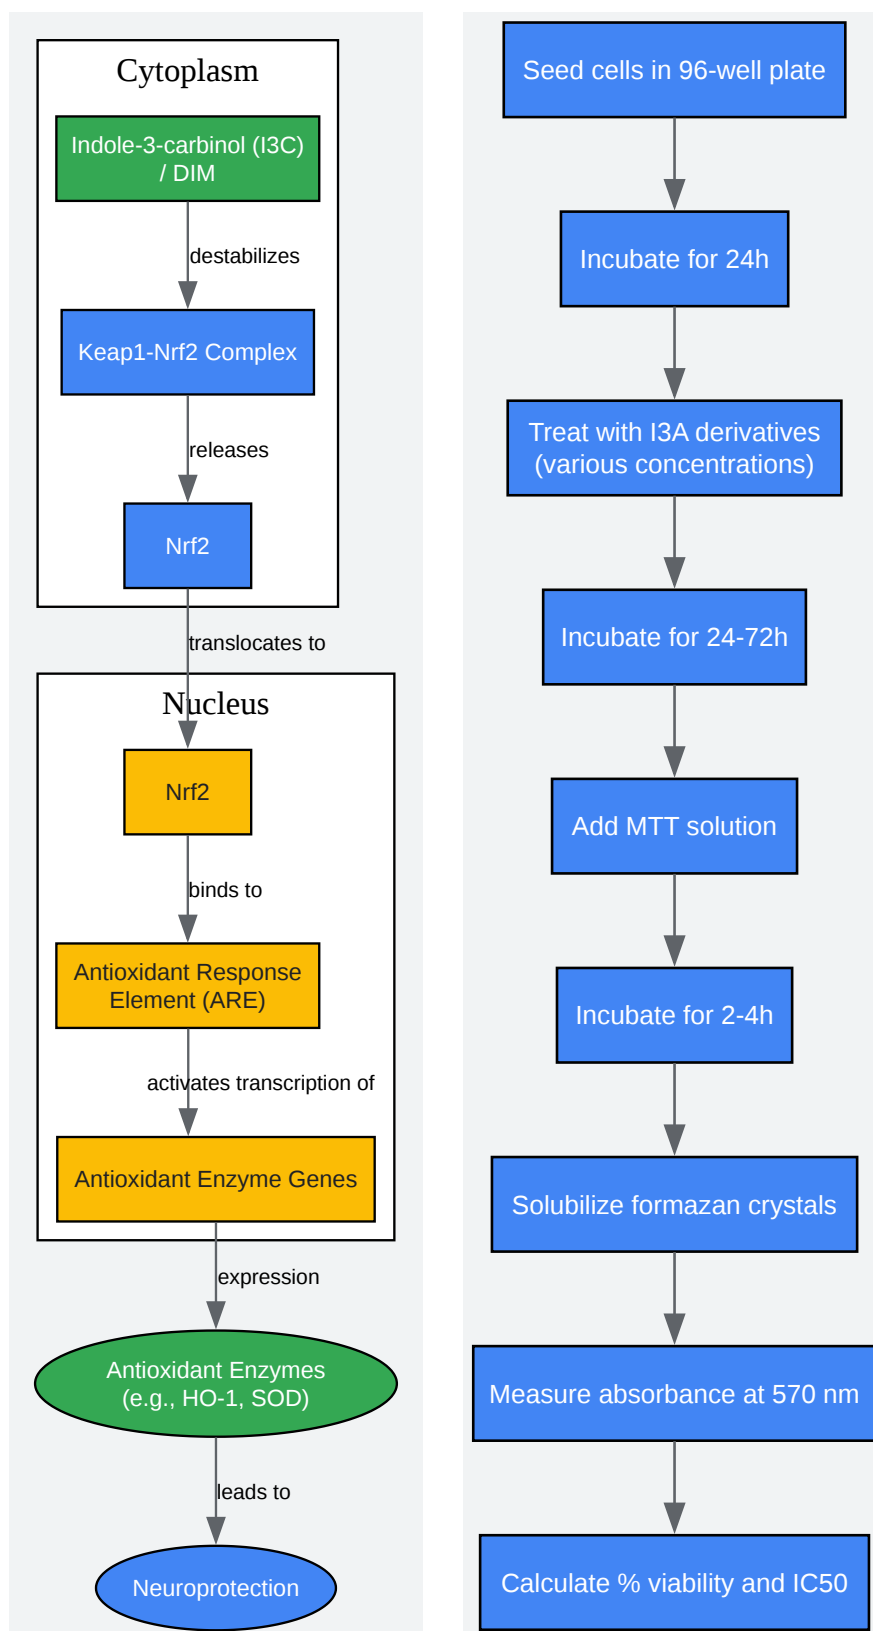 Cytoplasm
Indole-3-carbinol (I3C)
/ DIM
destabilizes
Keap1-Nrf2 Complex
releases
Nrf2
translocates to
Nucleus
Nrf2
binds to
Antioxidant Response
Element (ARE)
activates transcription of
Antioxidant Enzyme Genes
expression
Antioxidant Enzymes
(e.g., HO-1, SOD)
leads to
Neuroprotection
Seed cells in 96-well plate
Incubate for 24h
Treat with I3A derivatives
(various concentrations)
Incubate for 24-72h
Add MTT solution
Incubate for 2-4h
Solubilize formazan crystals
Measure absorbance at 570 nm
Calculate % viability and IC50